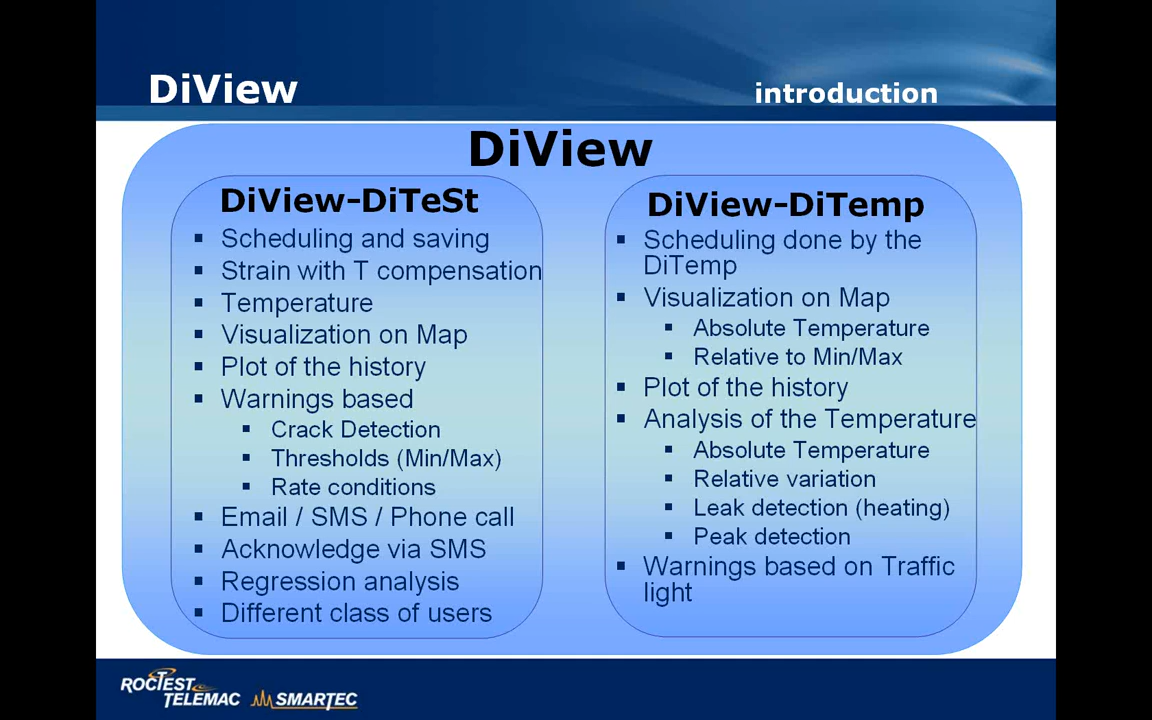 DiView
introduction
DiView
DiView-DiTeSt
▪ Scheduling and saving
▪ Strain with T compensation
▪ Temperature
▪ Visualization on Map
▪ Plot of the history
▪ Warnings based
▪ Crack Detection
▪ Thresholds (Min/Max)
▪ Rate conditions
▪ Email / SMS / Phone call
▪ Acknowledge via SMS
▪ Regression analysis
▪ Different class of users
DiView-DiTemp
▪ Scheduling done by the
DiTemp
▪ Visualization on Map
▪ Absolute Temperature
▪ Relative to Min/Max
▪ Plot of the history
▪ Analysis of the Temperature
▪ Absolute Temperature
▪ Relative variation
▪ Leak detection (heating)
▪ Peak detection
▪ Warnings based on Traffic
light
ROCTEST
TELEMAC
SMARTEC